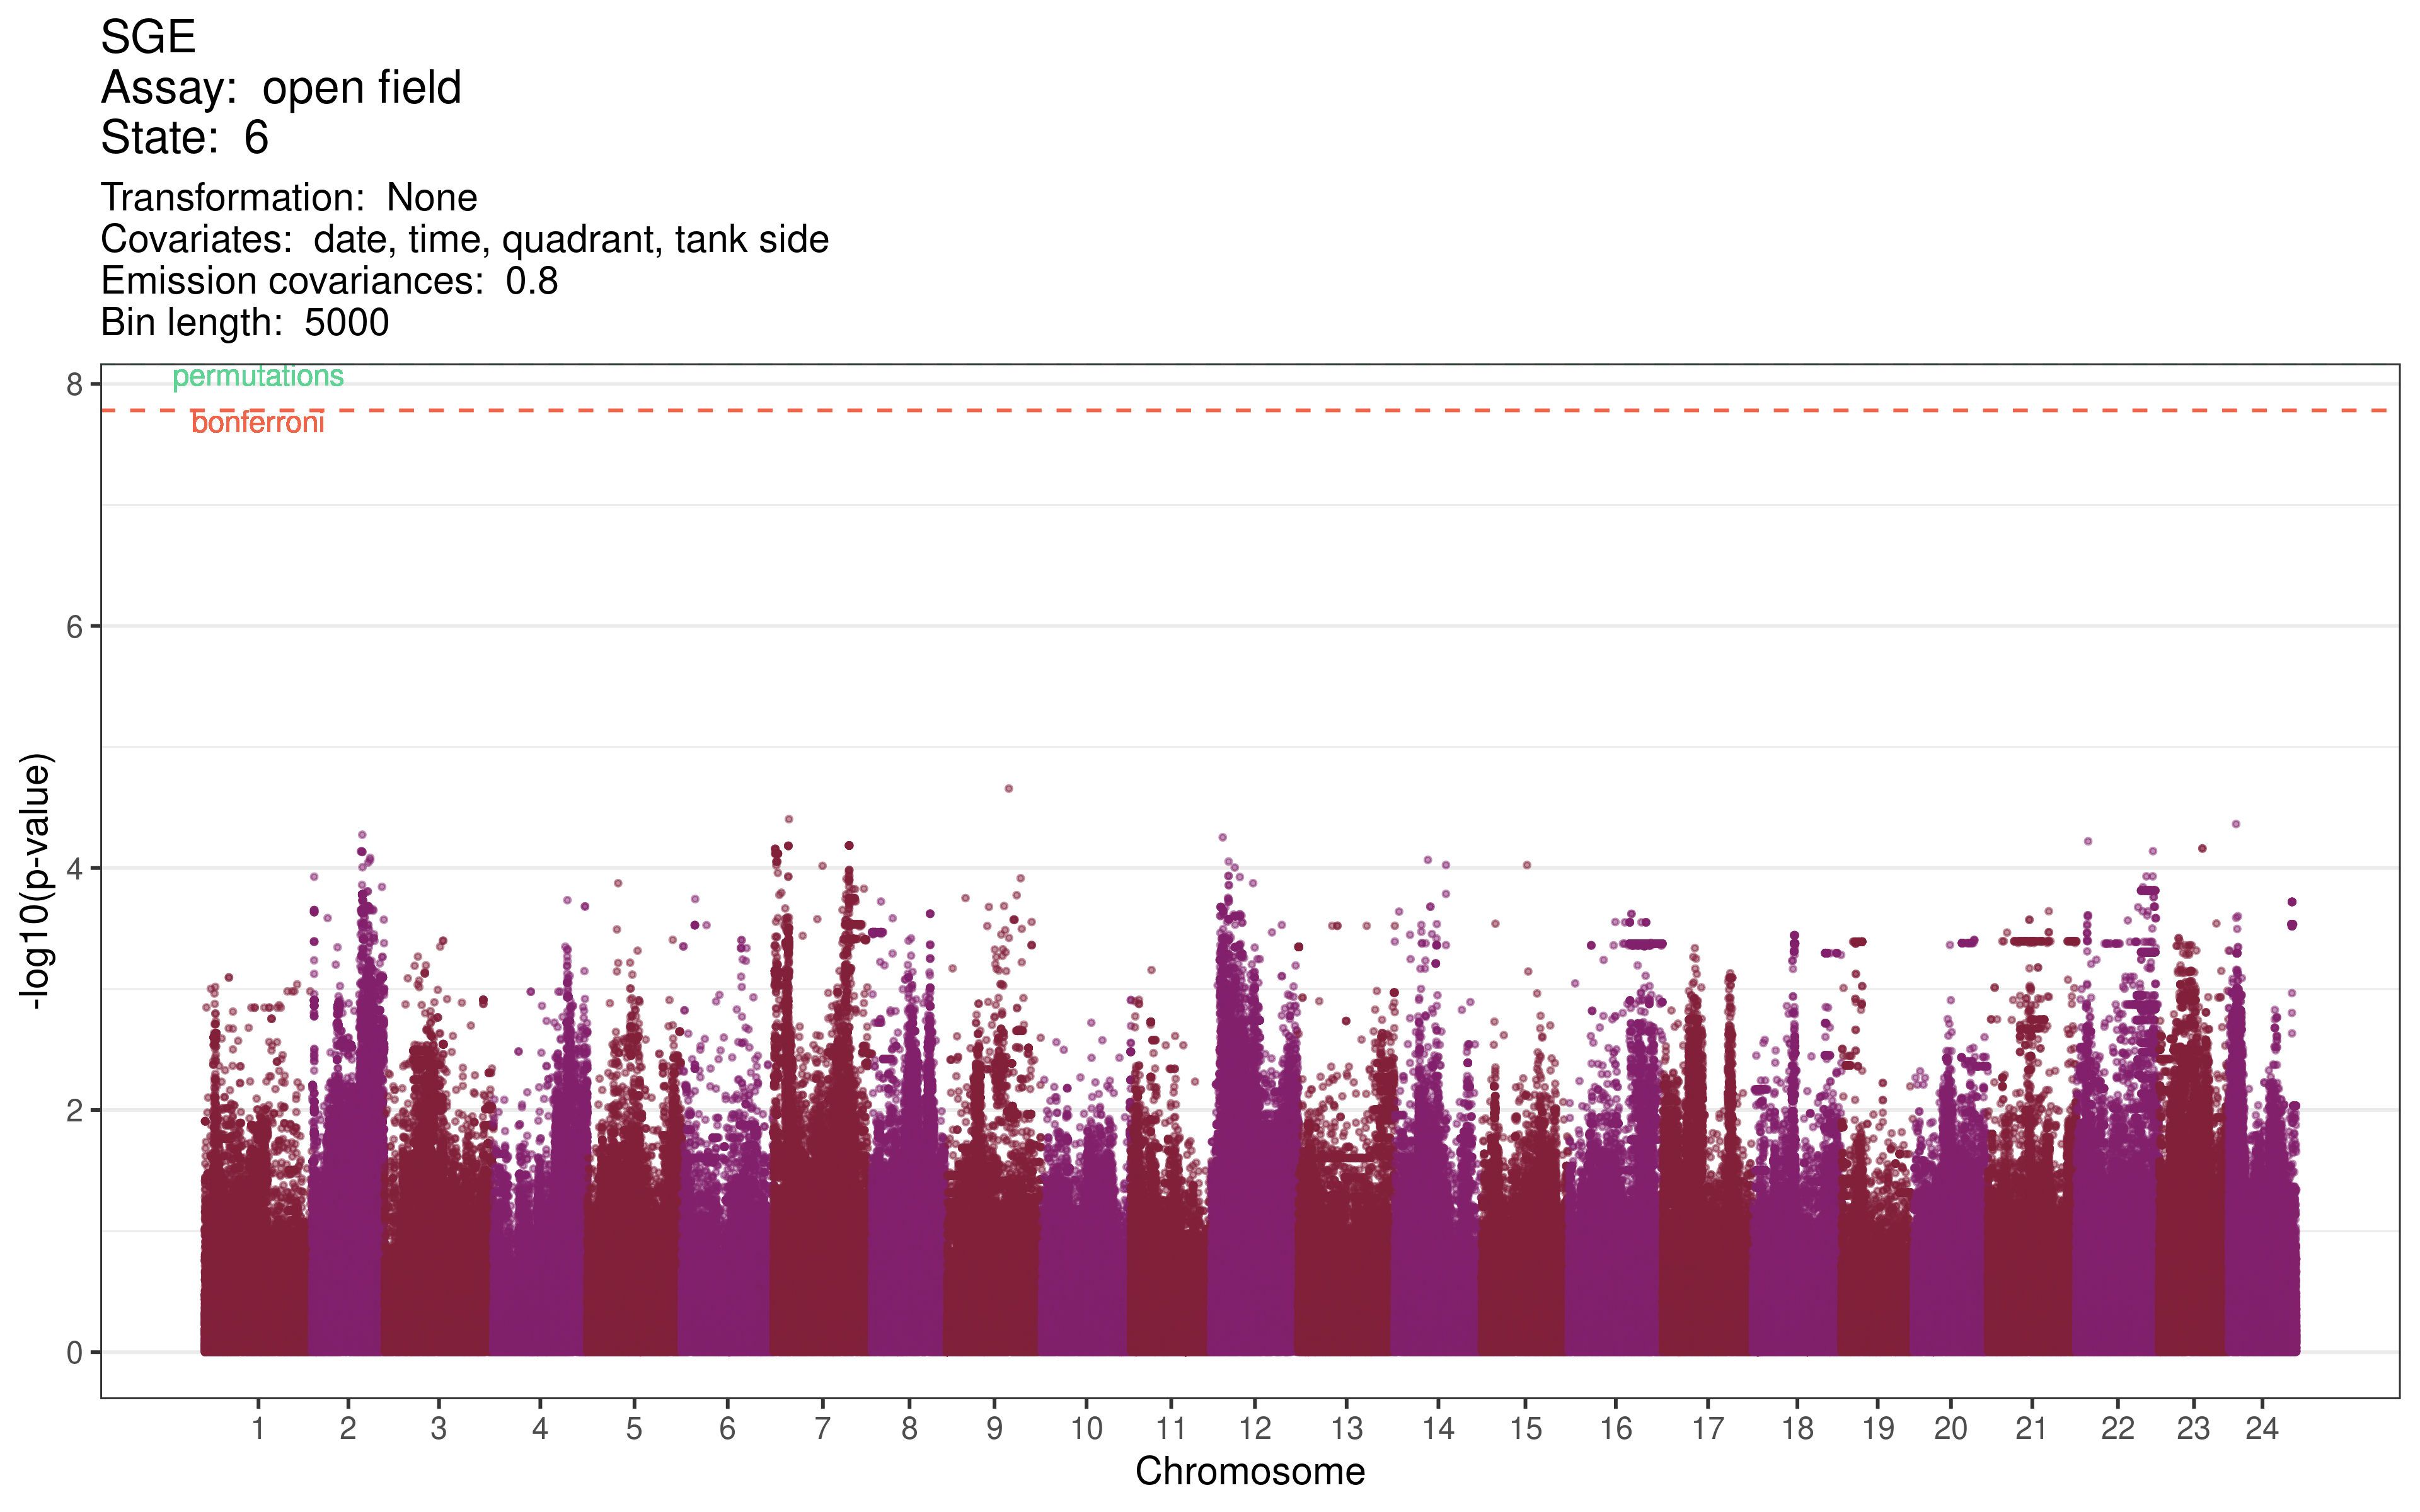 SGE
Assay:  open field
State:  6
Transformation:  None
Covariates:  date, time, quadrant, tank side
Emission covariances:  0.8
Bin length:  5000
permutations
bonferroni
8
6
4
2
0
-log10(p-value)
1 2 3 4 5 6 7 8 9 10 11 12 13 14 15 16 17 18 19 20 21 22 23 24
Chromosome